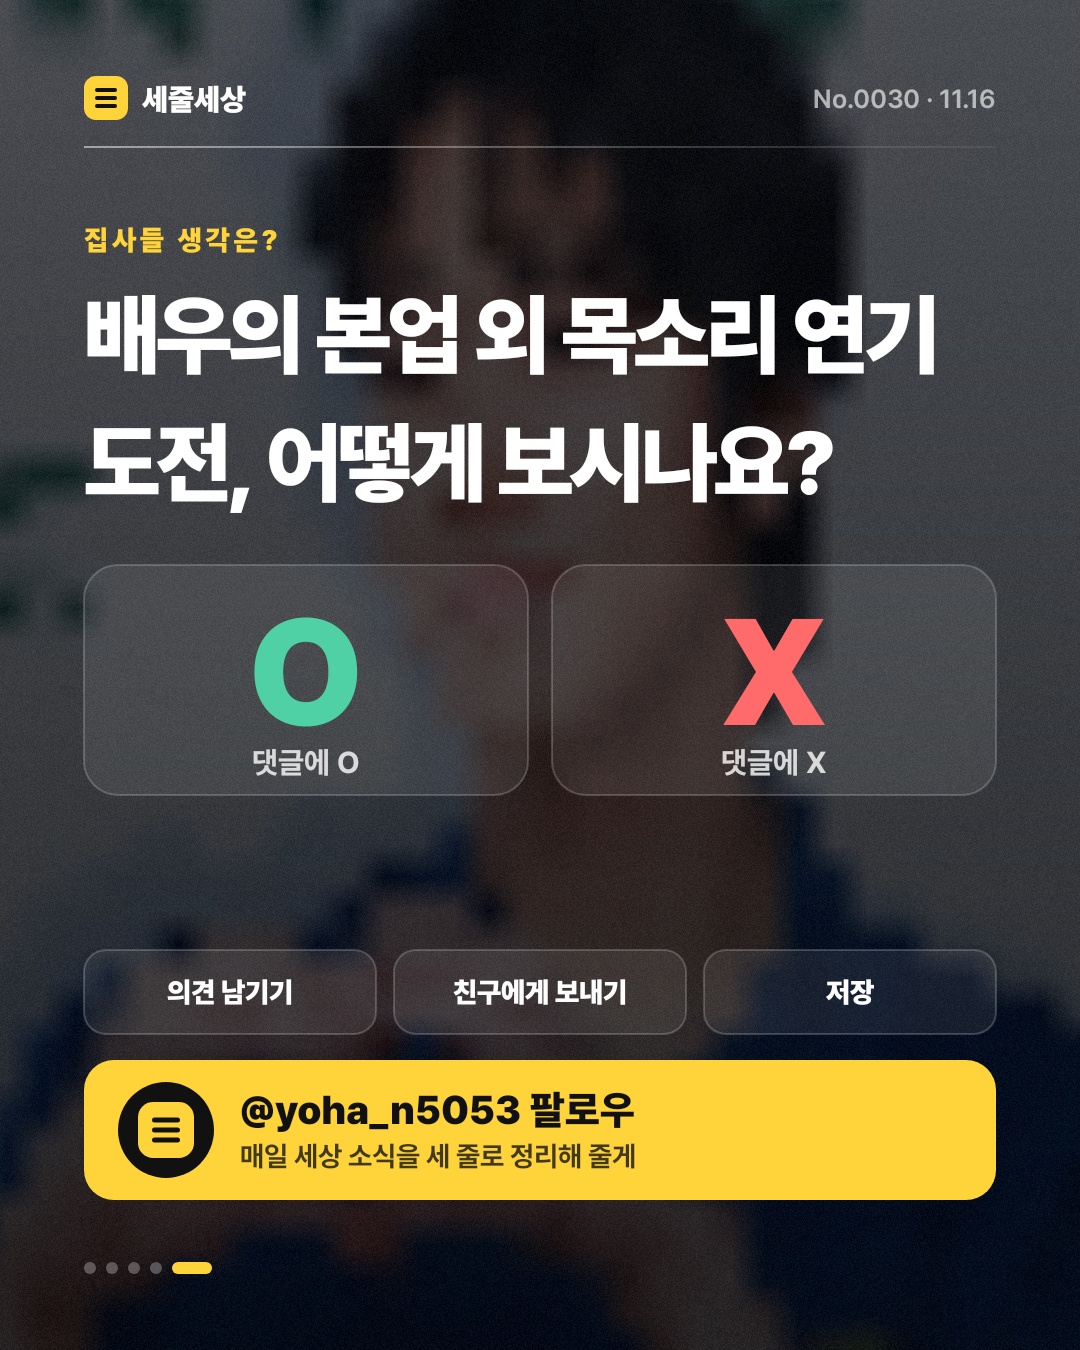 세줄세상
No.0030 · 11.16
집사들 생각은?
배우의 본업 외 목소리 연기
도전, 어떻게 보시나요?
O
댓글에 O
X
댓글에 X
의견 남기기
친구에게 보내기
저장
@yoha_n5053 팔로우
매일 세상 소식을 세 줄로 정리해 줄게